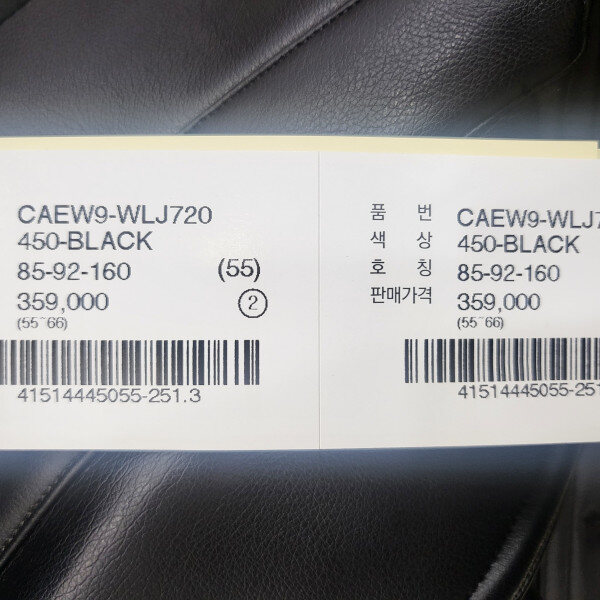 CAEW9-WLJ720
450-BLACK
85-92-160 (55)
359,000 ②
(55~66)
41514445055-251.3
품 번 CAEW9-WLJ7
색 상 450-BLACK
호 칭 85-92-160
판매가격 359,000
(55~66)
41514445055-251